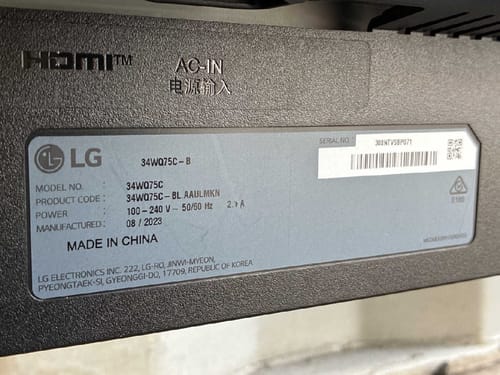 HDMI™
AC-IN
电源输入
LG
34WQ75C-B
SERIAL NO. :
MODEL NO. : 34WQ75C
PRODUCT CODE : 34WQ75C-BL.AAULMKN
POWER : 100-240 V~ 50/60 Hz
MANUFACTURED : 08 / 2023
MADE IN CHINA
LG ELECTRONICS INC. 222, LG-RO, JINWI-MYEON,
PYEONGTAEK-SI, GYEONGGI-DO, 17709, REPUBLIC OF KOREA